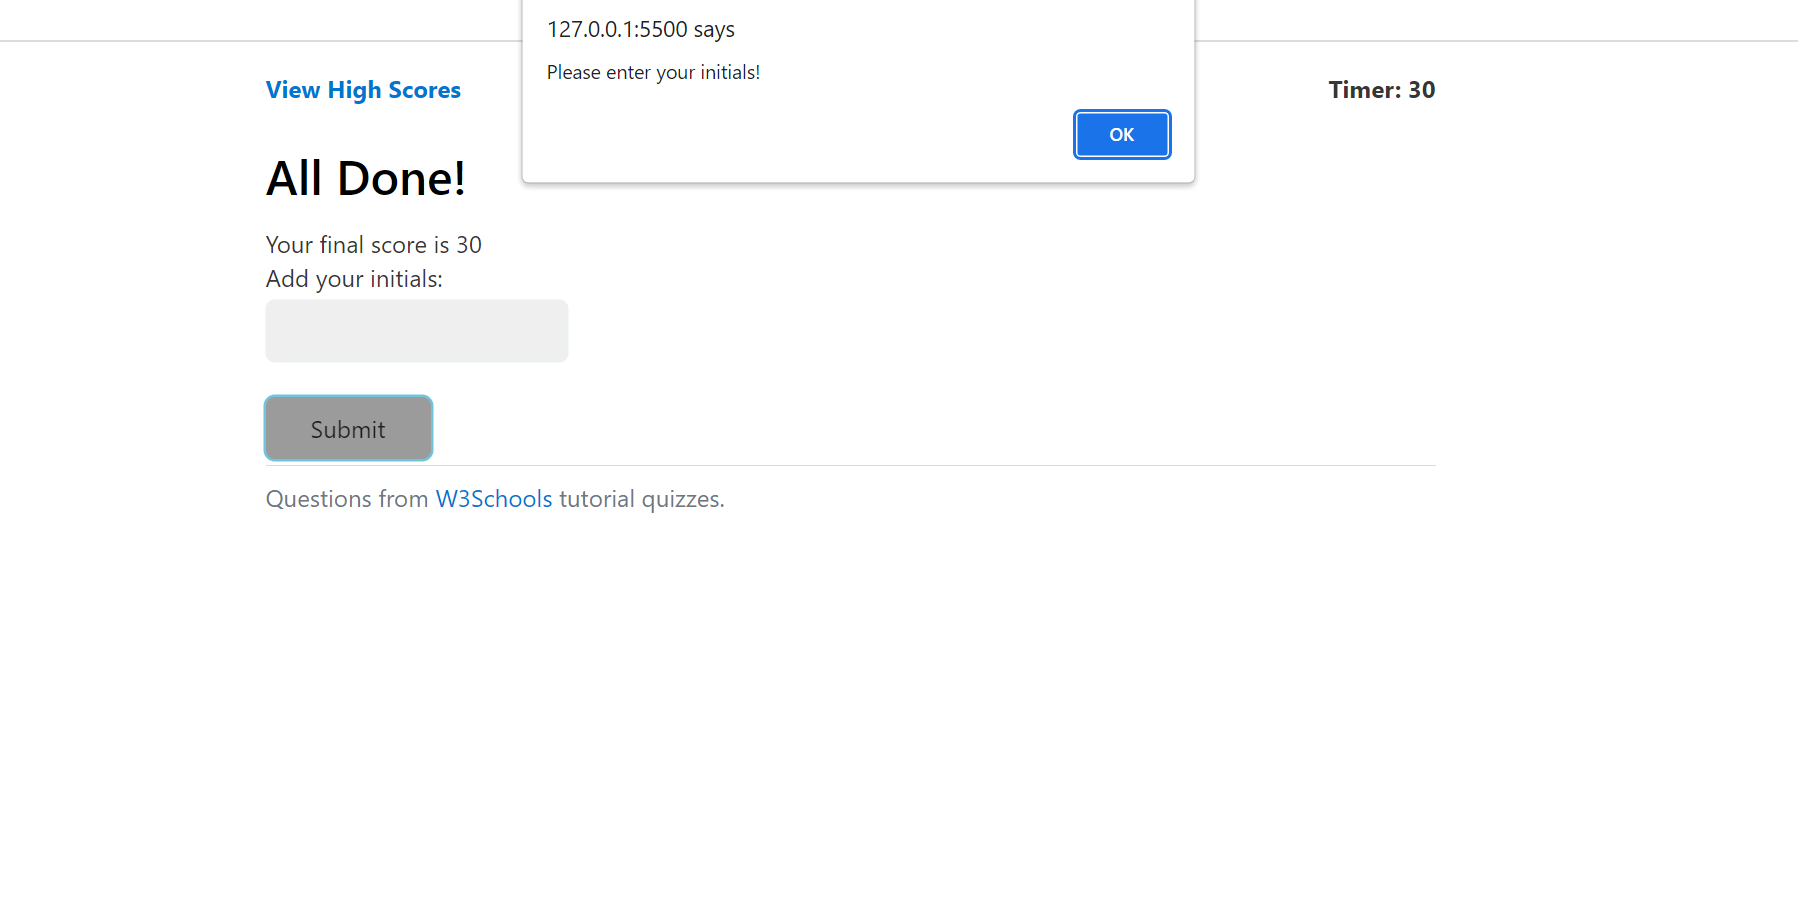 127.0.0.1:5500 says
Please enter your initials!
OK
View High Scores
Timer: 30
All Done!
Your final score is 30
Add your initials:
Submit
Questions from W3Schools tutorial quizzes.